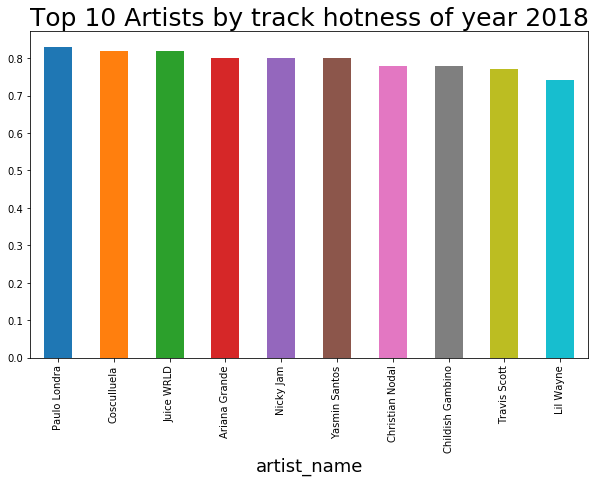 Top 10 Artists by track hotness of year 2018
0.8
0.7
0.6
0.5
0.4
0.3
0.2
0.1
0.0
Paulo Londra
Cosculluela
Juice WRLD
Ariana Grande
Nicky Jam
Yasmin Santos
Christian Nodal
Childish Gambino
Travis Scott
Lil Wayne
artist_name